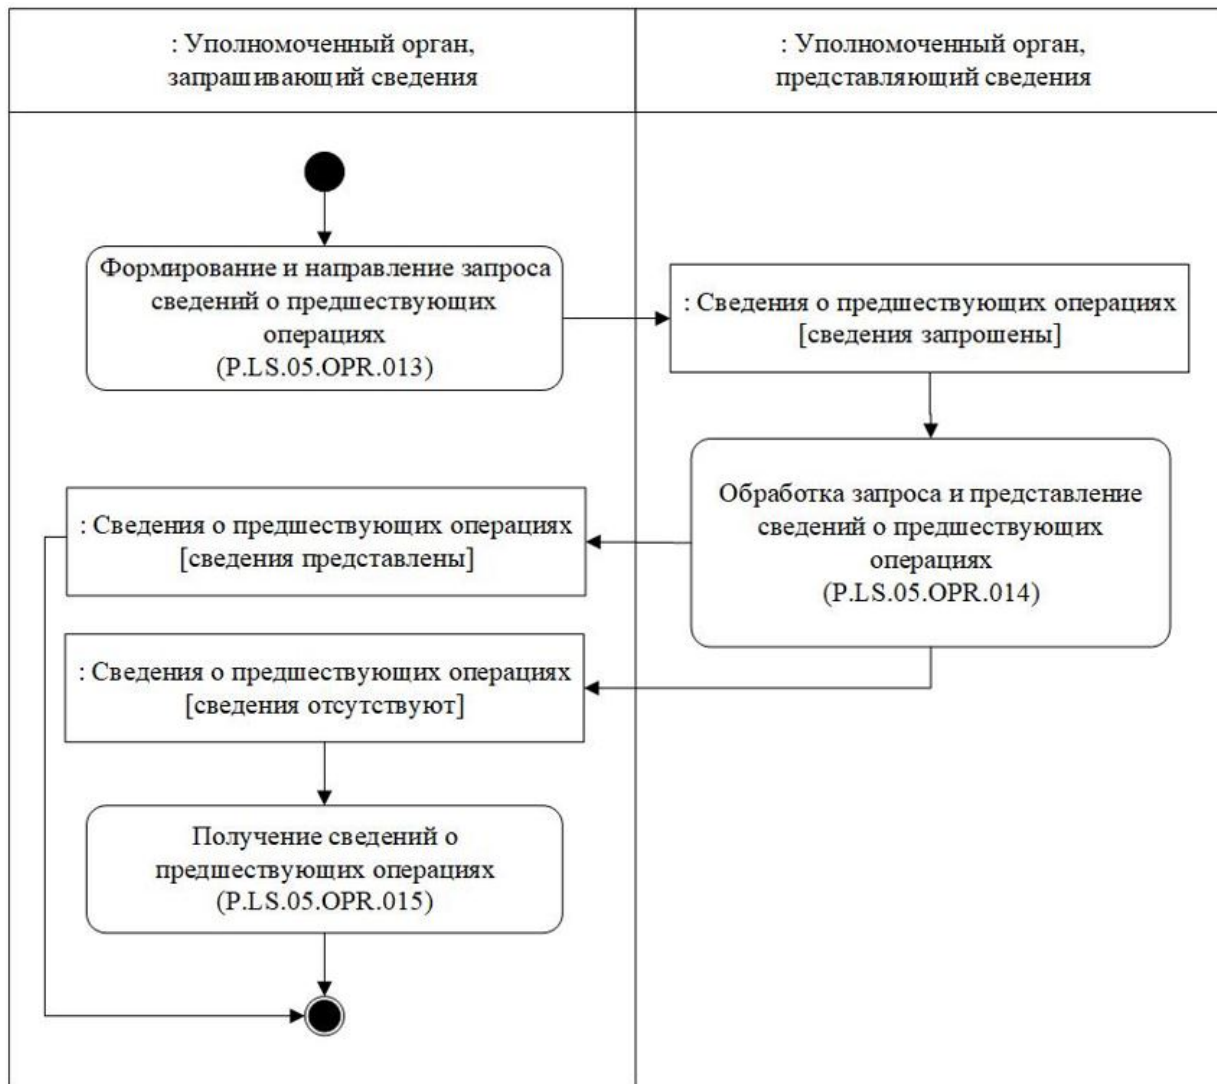 : Уполномоченный орган,
запрашивающий сведения
: Уполномоченный орган,
представляющий сведения
Формирование и направление запроса
сведений о предшествующих
операциях
(P.LS.05.OPR.013)
: Сведения о предшествующих операциях
[сведения запрошены]
Обработка запроса и представление
сведений о предшествующих
операциях
(P.LS.05.OPR.014)
: Сведения о предшествующих операциях
[сведения представлены]
: Сведения о предшествующих операциях
[сведения отсутствуют]
Получение сведений о
предшествующих операциях
(P.LS.05.OPR.015)